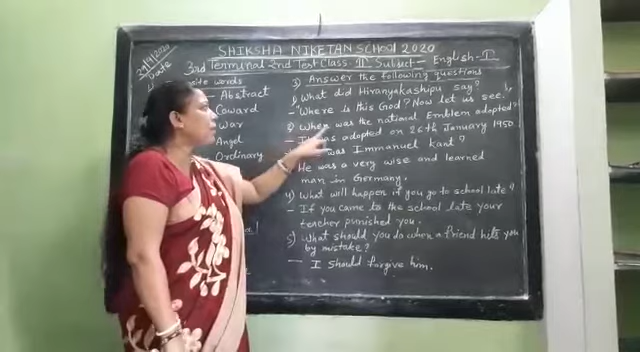 SHIKSHA NIKETAN SCHOOL 2020
29/9/2020
Date
3rd Terminal 2nd Test Class II Subject - English - I
site words
- Abstract
Coward
War
Angel
Ordinary
3) Answer the following questions
1) What did Hiranyakashipu say?
- "Where is this God? Now let us see.
2) When was the national Emblem adopted?
- It was adopted on 26th January 1950.
was Immanuel Kant?
He was a very wise and learned
man in Germany.
4) What will happen if you go to school late?
- If you came to the school late your
teacher punished you.
5) What should you do when a friend hits you
by mistake?
- I should forgive him.